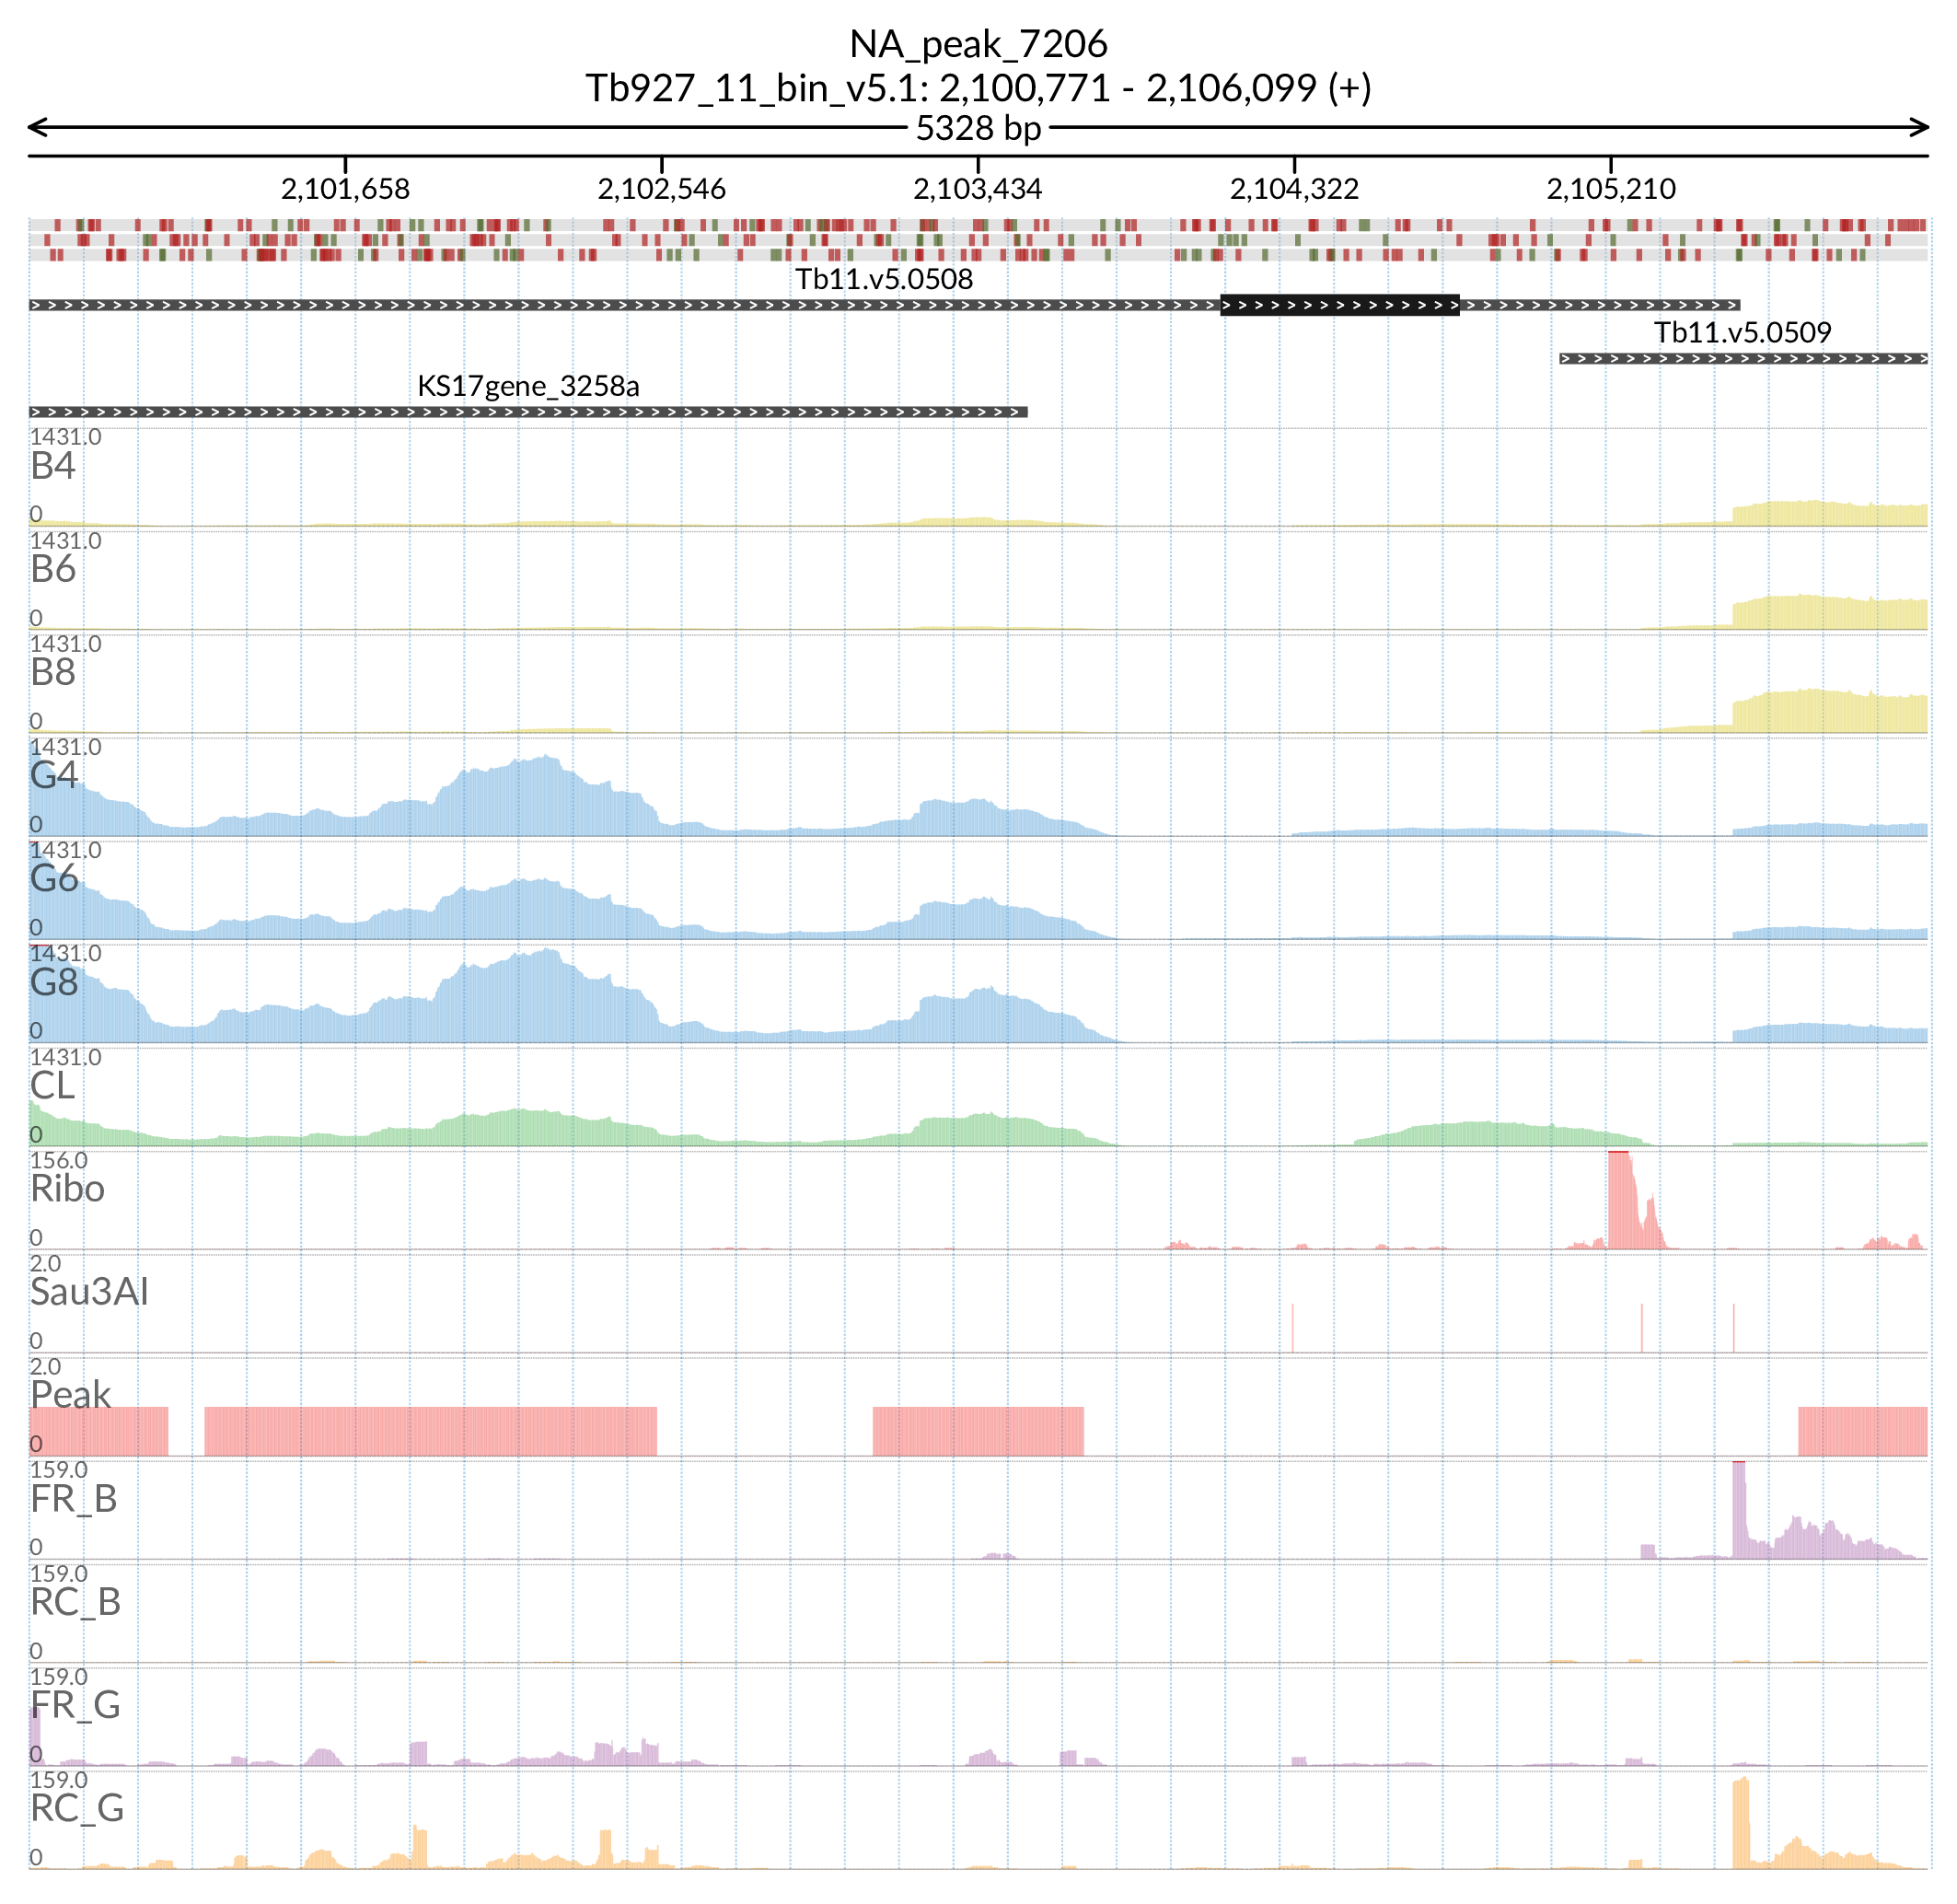 NA_peak_7206
Tb927_11_bin_v5.1: 2,100,771 - 2,106,099 (+)
5328 bp
2,101,658 2,102,546 2,103,434 2,104,322 2,105,210
Tb11.v5.0508
Tb11.v5.0509
KS17gene_3258a
1431.0
B4
0
1431.0
B6
0
1431.0
B8
0
1431.0
G4
0
1431.0
G6
0
1431.0
G8
0
1431.0
CL
0
156.0
Ribo
0
2.0
Sau3AI
0
2.0
Peak
0
159.0
FR_B
0
159.0
RC_B
0
159.0
FR_G
0
159.0
RC_G
0